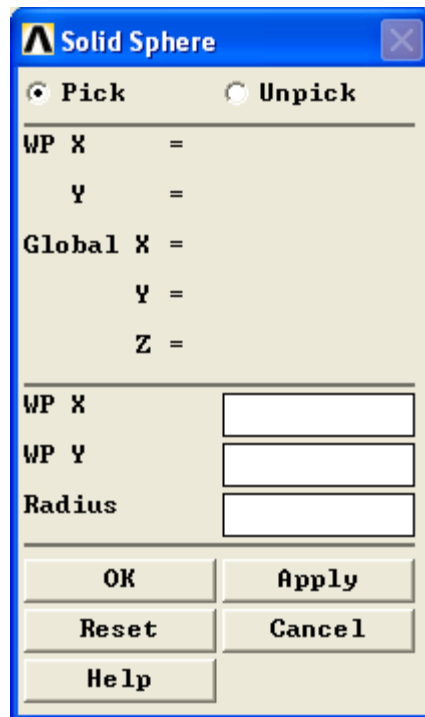 Solid Sphere
Pick Unpick
WP X =
Y =
Global X =
Y =
Z =
WP X
WP Y
Radius
OK Apply
Reset Cancel
Help